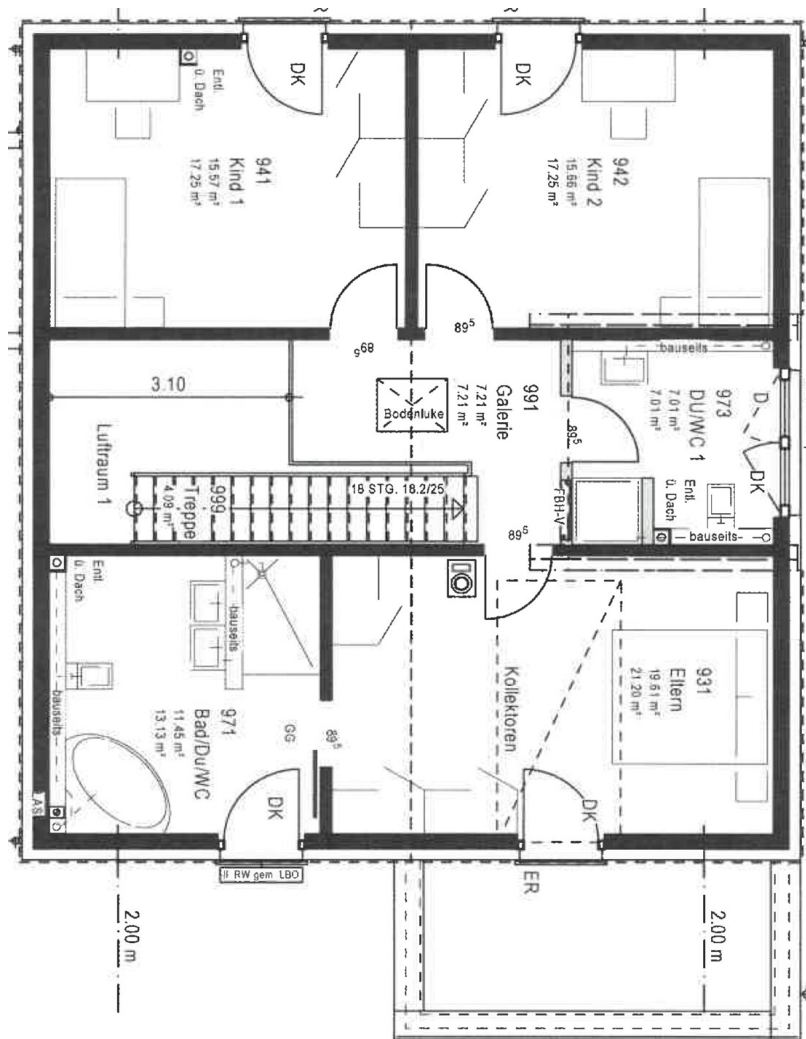 DK
DK
Entl.
ü. Dach
941
Kind 1
15.57 m²
17.25 m²
942
Kind 2
15.66 m²
17.25 m²
89⁵
89⁵
bauseits
3.10
Bodenluke
991
Galerie
7.21 m²
7.21 m²
973
DU/WC 1
7.01 m²
7.01 m²
D
DK
89⁵
Luftraum 1
999
Treppe
4.09 m²
18 STG. 18.2/25
FBH-V
Entl.
ü. Dach
bauseits
89⁵
Entl.
ü. Dach
bauseits
bauseits
971
Bad/Du/WC
11.45 m²
13.13 m²
GG
89⁵
Kollektoren
931
Eltern
19.61 m²
21.20 m²
AS
DK
DK
II RW gem LBO
ER
2.00 m
2.00 m